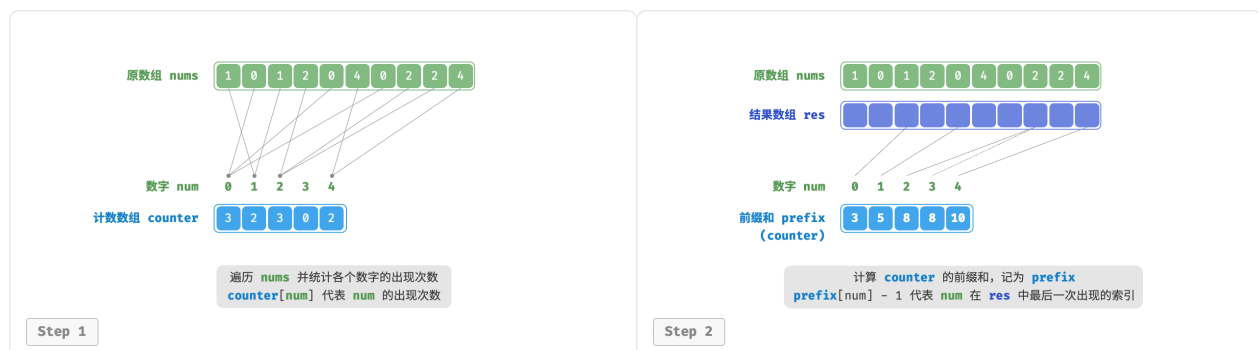 原数组 nums 1 0 1 2 0 4 0 2 2 4
数字 num 0 1 2 3 4
计数数组 counter 3 2 3 0 2
遍历 nums 并统计各个数字的出现次数
counter[num] 代表 num 的出现次数
Step 1
原数组 nums 1 0 1 2 0 4 0 2 2 4
结果数组 res
数字 num 0 1 2 3 4
前缀和 prefix 3 5 8 8 10
(counter)
计算 counter 的前缀和，记为 prefix
prefix[num] - 1 代表 num 在 res 中最后一次出现的索引
Step 2